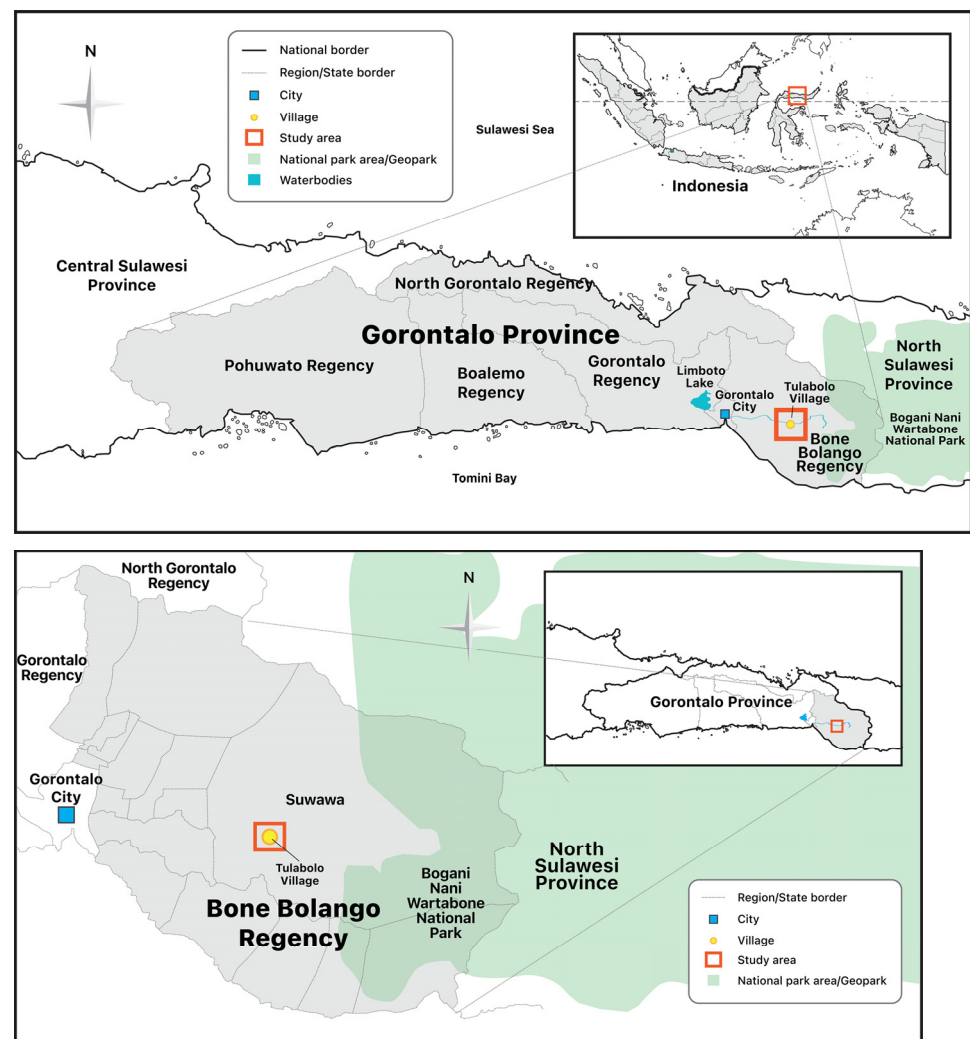 N
National border
Region/State border
City
Village
Study area
National park area/Geopark
Waterbodies
Sulawesi Sea
Indonesia
Central Sulawesi
Province
North Gorontalo Regency
Gorontalo Province
Pohuwato Regency
Boalemo
Regency
Gorontalo
Regency
Limboto
Lake
Gorontalo
City
Tulabolo
Village
North
Sulawesi
Province
Bogani Nani
Wartabone
National Park
Bone
Bolango
Regency
Tomini Bay
North Gorontalo
Regency
N
Gorontalo
Regency
Gorontalo Province
Gorontalo
City
Suwawa
Tulabolo
Village
Bone Bolango
Regency
Bogani
Nani
Wartabone
National
Park
North
Sulawesi
Province
Region/State border
City
Village
Study area
National park area/Geopark